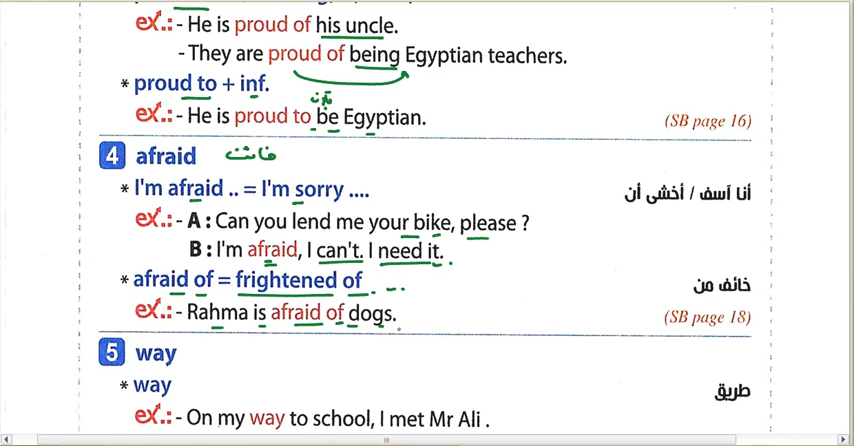 ex.: - He is proud of his uncle.
- They are proud of being Egyptian teachers.
* proud to + inf.
ex.: - He is proud to be Egyptian. (SB page 16)
4 afraid
* I'm afraid .. = I'm sorry .... أنا آسف / أخشى أن
ex.: - A : Can you lend me your bike, please ?
B : I'm afraid, I can't. I need it.
* afraid of = frightened of خائف من
ex.: - Rahma is afraid of dogs. (SB page 18)
5 way
* way طريق
ex.: - On my way to school, I met Mr Ali .